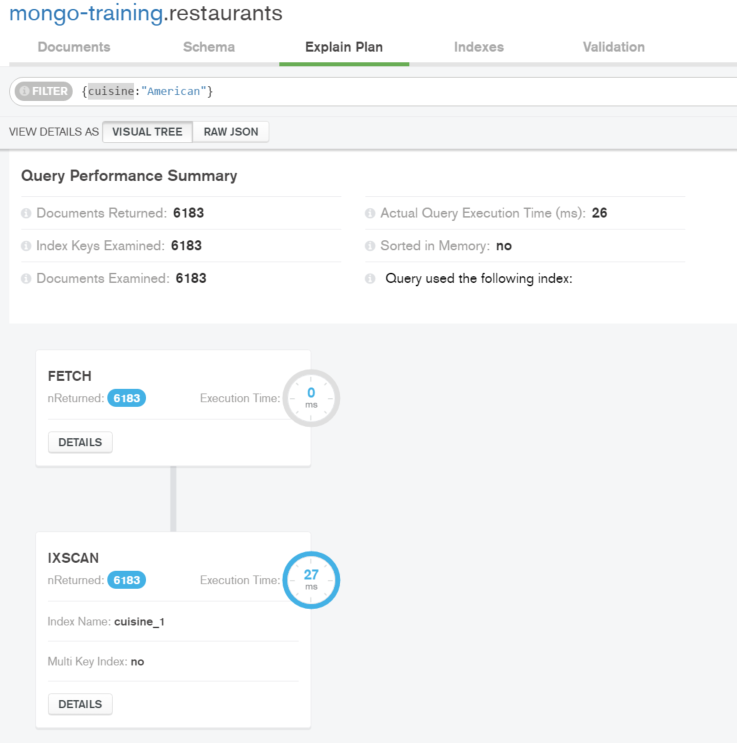 mongo-training.restaurants
Documents Schema Explain Plan Indexes Validation
FILTER {cuisine:"American"}
VIEW DETAILS AS VISUAL TREE RAW JSON
Query Performance Summary
Documents Returned: 6183 Actual Query Execution Time (ms): 26
Index Keys Examined: 6183 Sorted in Memory: no
Documents Examined: 6183 Query used the following index:
FETCH
nReturned: 6183 Execution Time: 0 ms
DETAILS
IXSCAN
nReturned: 6183 Execution Time: 27 ms
Index Name: cuisine_1
Multi Key Index: no
DETAILS